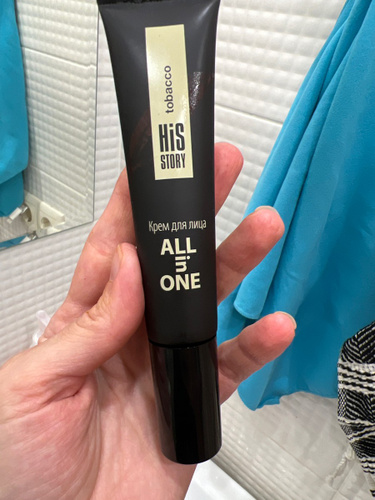 tobacco
HiS
STORY
Крем для лица
ALL
in
ONE